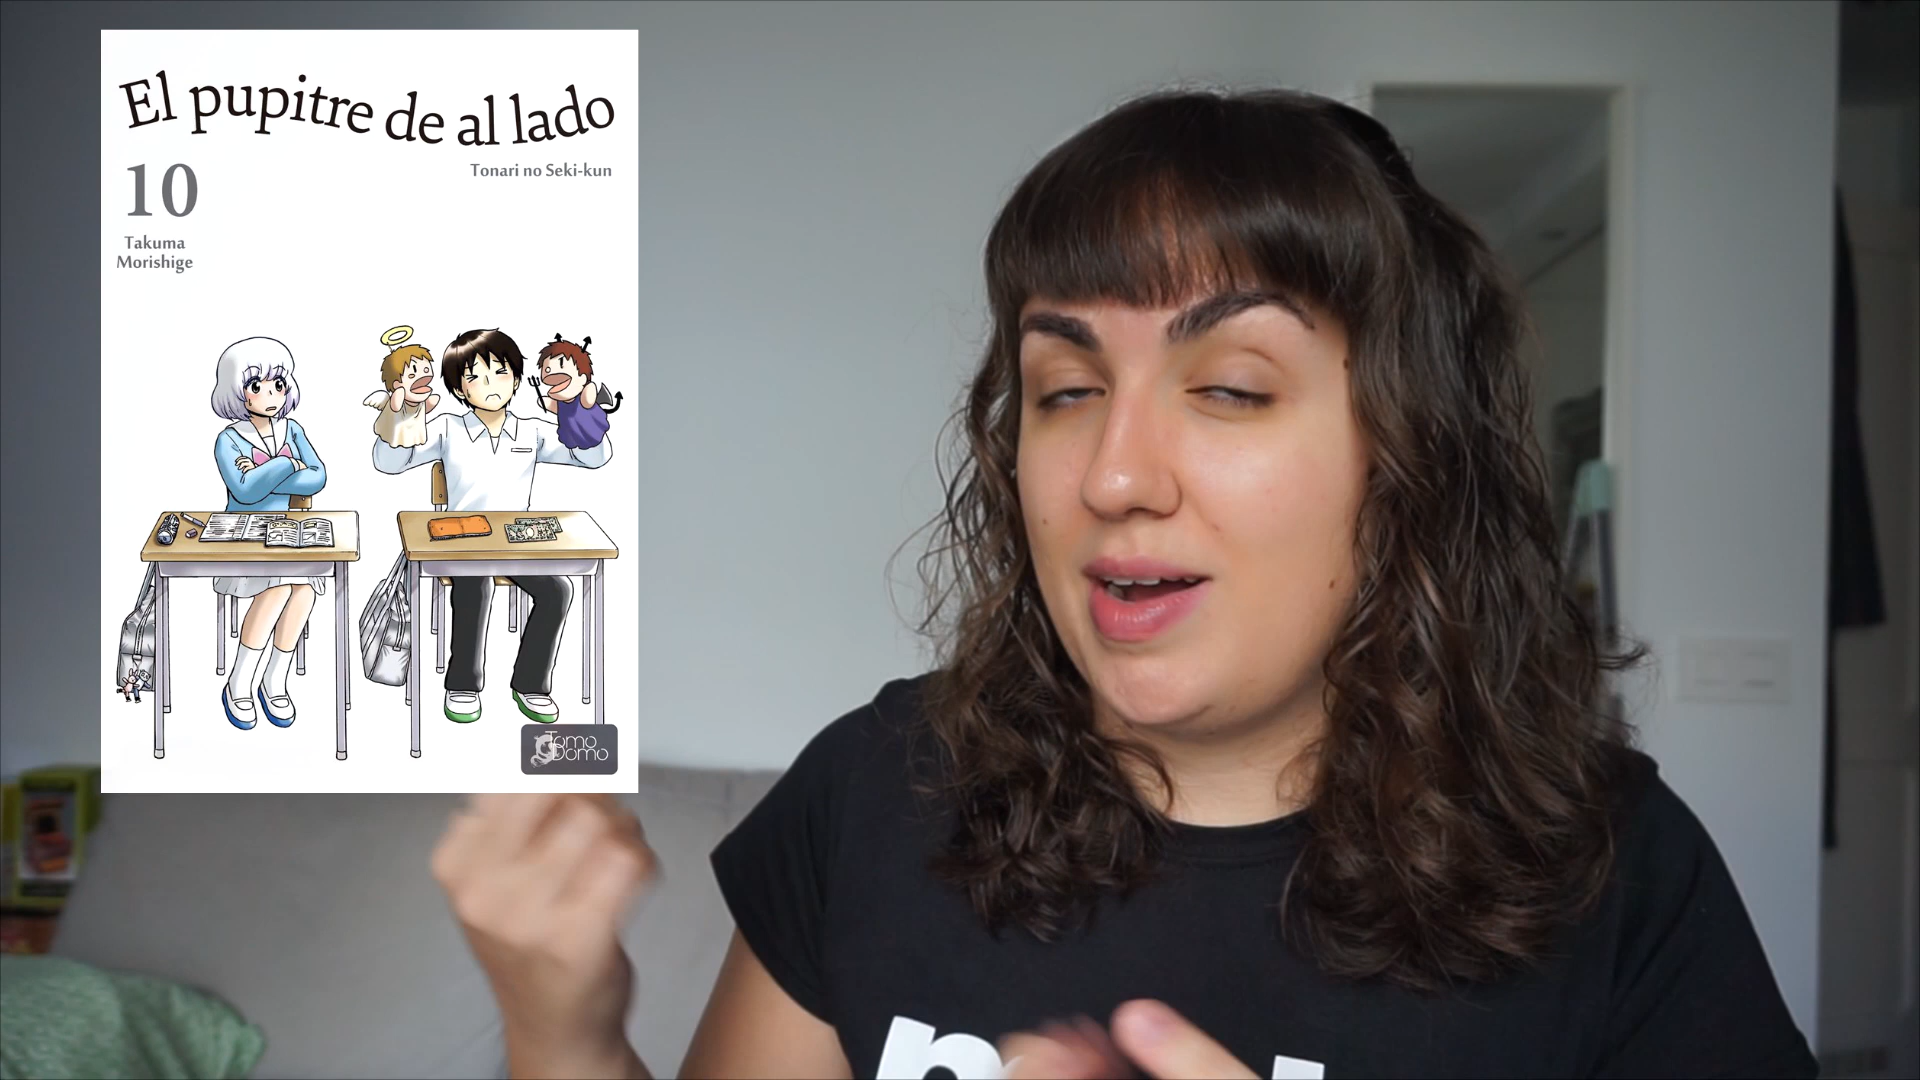 El pupitre de al lado
10
Tonari no Seki-kun
Takuma
Morishige
Tomo
Domo